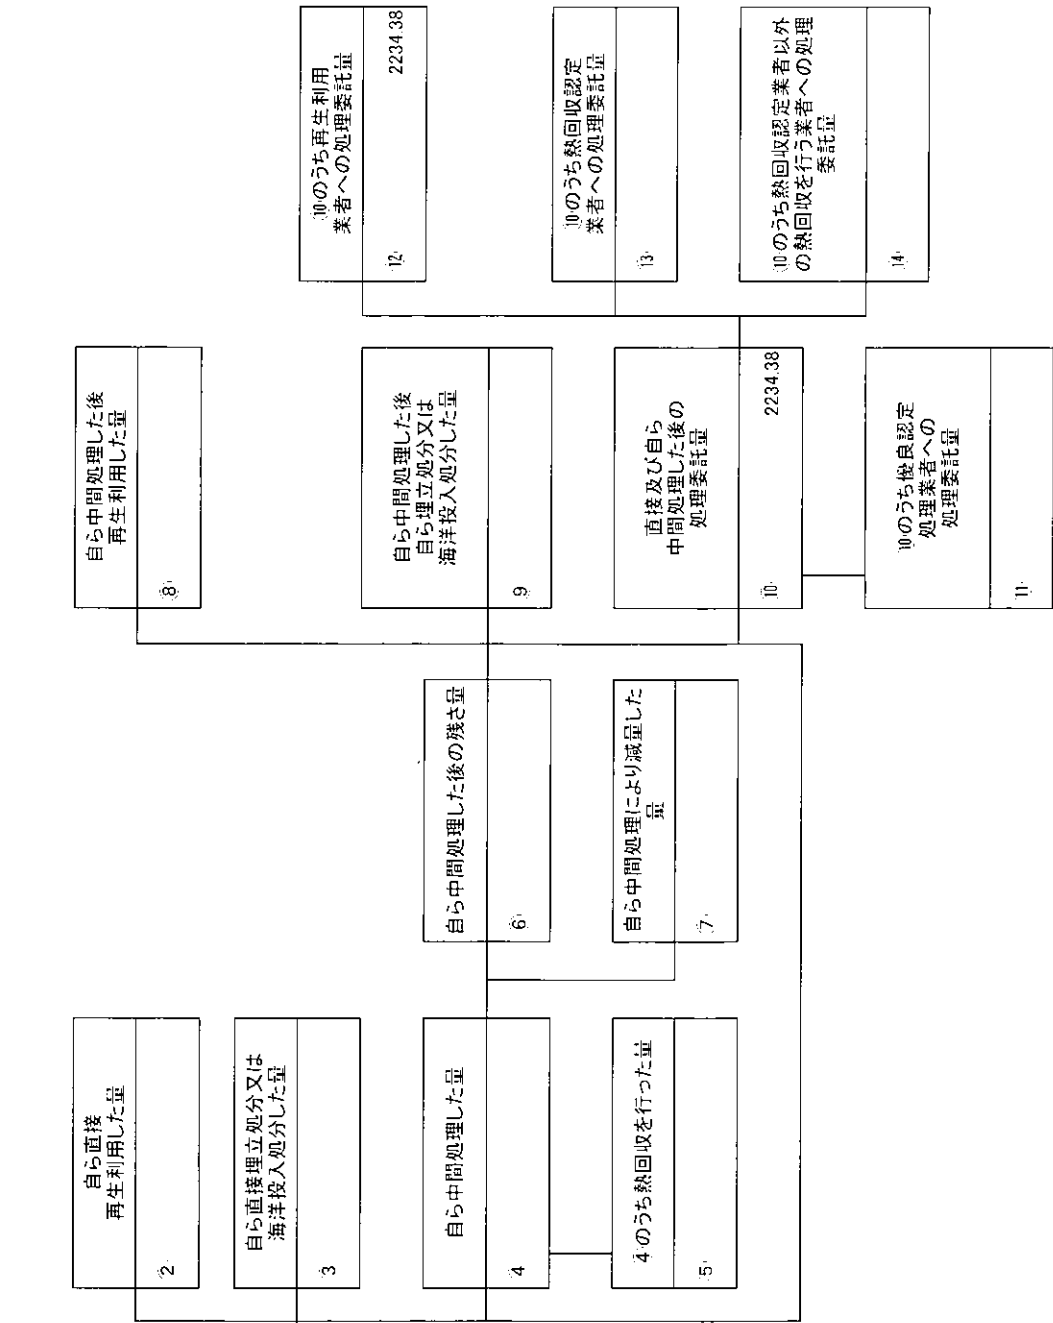 自ら直接
再生利用した量
②
自ら直接埋立処分又は
海洋投入処分した量
③
自ら中間処理した量
④
④のうち熱回収を行った量
⑤
自ら中間処理した後の残さ量
⑥
自ら中間処理により減量した
量
⑦
自ら中間処理した後
再生利用した量
⑧
自ら中間処理した後
自ら埋立処分又は
海洋投入処分した量
⑨
直接及び自ら
中間処理した後の
処理委託量
⑩
2234.38
⑩のうち優良認定
処理業者への
処理委託量
⑪
⑩のうち再生利用
業者への処理委託量
⑫
2234.38
⑩のうち熱回収認定
業者への処理委託量
⑬
⑩のうち熱回収認定業者以外
の熱回収を行う業者への処理
委託量
⑭